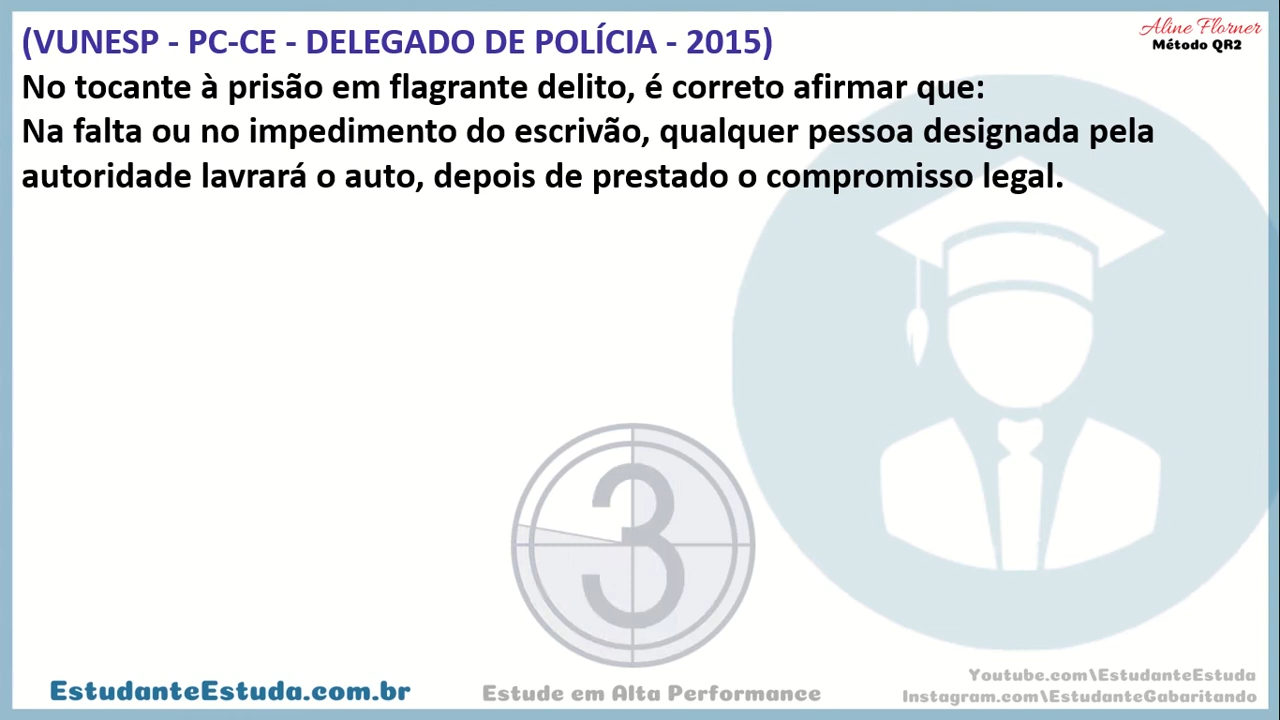 (VUNESP - PC-CE - DELEGADO DE POLÍCIA - 2015)
Aline Florner
Método QR2
No tocante à prisão em flagrante delito, é correto afirmar que:
Na falta ou no impedimento do escrivão, qualquer pessoa designada pela
autoridade lavrará o auto, depois de prestado o compromisso legal.
3
EstudanteEstuda.com.br
Estude em Alta Performance
Youtube.com\EstudanteEstuda
Instagram.com\EstudanteGabaritando